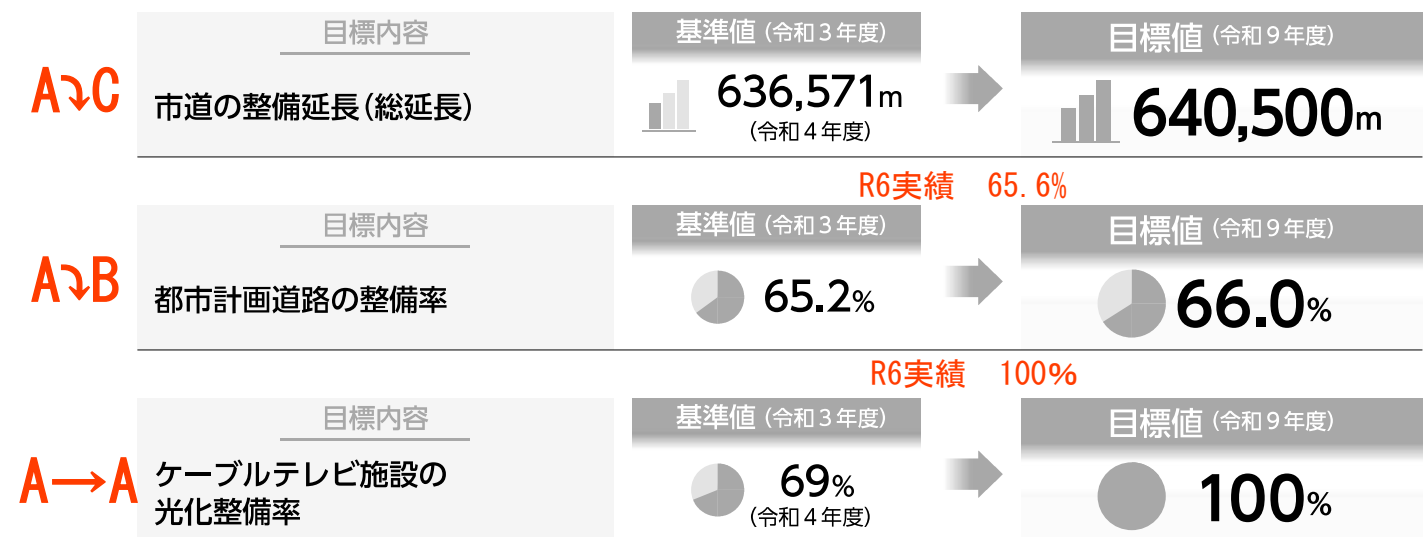 目標内容
基準値(令和3年度)
目標値(令和9年度)
A⤵C
市道の整備延長(総延長)
636,571m
(令和4年度)
640,500m
R6実績 65.6%
目標内容
基準値(令和3年度)
目標値(令和9年度)
A⤵B
都市計画道路の整備率
65.2%
66.0%
R6実績 100%
目標内容
基準値(令和3年度)
目標値(令和9年度)
A→A
ケーブルテレビ施設の
光化整備率
69%
(令和4年度)
100%